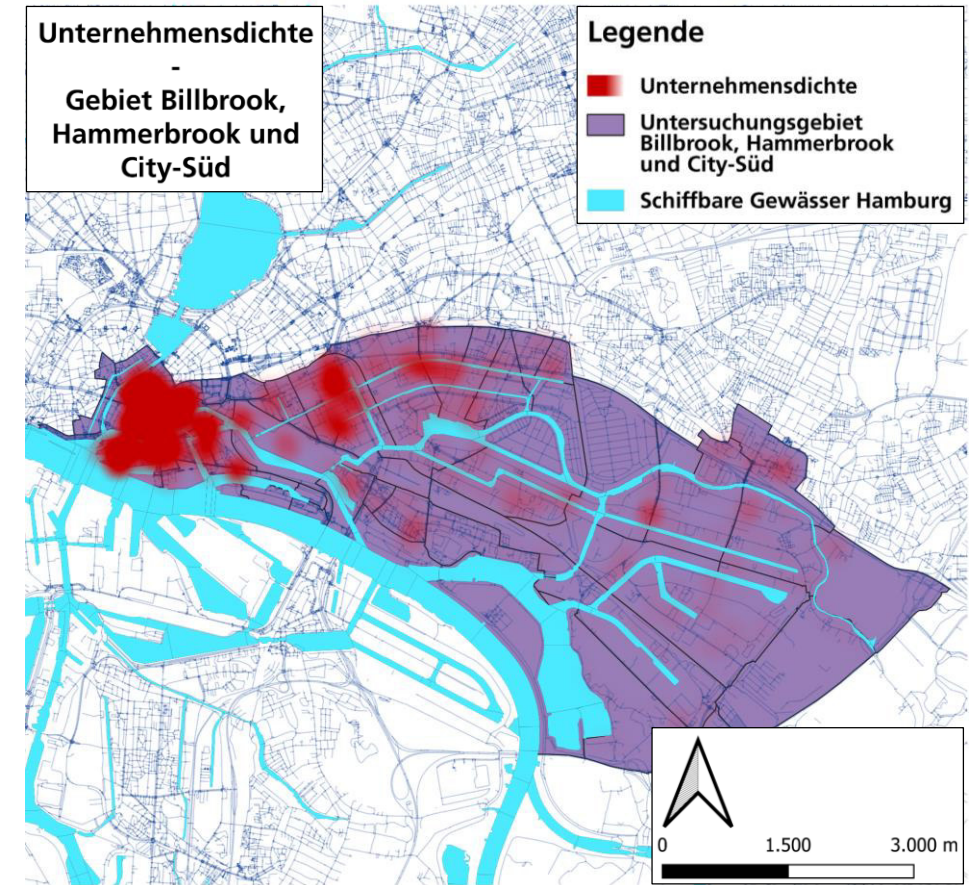 Unternehmensdichte
-
Gebiet Billbrook,
Hammerbrook und
City-Süd
Legende
Unternehmensdichte
Untersuchungsgebiet
Billbrook, Hammerbrook
und City-Süd
Schiffbare Gewässer Hamburg
0 1.500 3.000 m